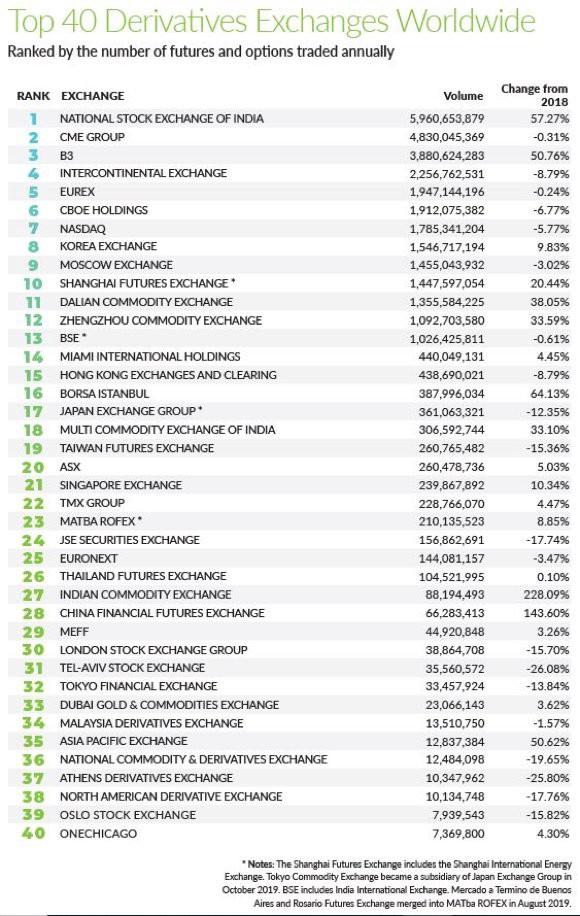 Top 40 Derivatives Exchanges Worldwide
Ranked by the number of futures and options traded annually
RANK EXCHANGE Volume Change from 2018
1 NATIONAL STOCK EXCHANGE OF INDIA 5,960,653,879 57.27%
2 CME GROUP 4,830,045,369 -0.31%
3 B3 3,880,624,283 50.76%
4 INTERCONTINENTAL EXCHANGE 2,256,762,531 -8.79%
5 EUREX 1,947,144,196 -0.24%
6 CBOE HOLDINGS 1,912,075,382 -6.77%
7 NASDAQ 1,785,341,204 -5.77%
8 KOREA EXCHANGE 1,546,717,194 9.83%
9 MOSCOW EXCHANGE 1,455,043,932 -3.02%
10 SHANGHAI FUTURES EXCHANGE * 1,447,597,054 20.44%
11 DALIAN COMMODITY EXCHANGE 1,355,584,225 38.05%
12 ZHENGZHOU COMMODITY EXCHANGE 1,092,703,580 33.59%
13 BSE * 1,026,425,811 -0.61%
14 MIAMI INTERNATIONAL HOLDINGS 440,049,131 4.45%
15 HONG KONG EXCHANGES AND CLEARING 438,690,021 -8.79%
16 BORSA ISTANBUL 387,996,034 64.13%
17 JAPAN EXCHANGE GROUP * 361,063,321 -12.35%
18 MULTI COMMODITY EXCHANGE OF INDIA 306,592,744 33.10%
19 TAIWAN FUTURES EXCHANGE 260,765,482 -15.36%
20 ASX 260,478,736 5.03%
21 SINGAPORE EXCHANGE 239,867,892 10.34%
22 TMX GROUP 228,766,070 4.47%
23 MATBA ROFEX * 210,135,523 8.85%
24 JSE SECURITIES EXCHANGE 156,862,691 -17.74%
25 EURONEXT 144,081,157 -3.47%
26 THAILAND FUTURES EXCHANGE 104,521,995 0.10%
27 INDIAN COMMODITY EXCHANGE 88,194,493 228.09%
28 CHINA FINANCIAL FUTURES EXCHANGE 66,283,413 143.60%
29 MEFF 44,920,848 3.26%
30 LONDON STOCK EXCHANGE GROUP 38,864,708 -15.70%
31 TEL-AVIV STOCK EXCHANGE 35,560,572 -26.08%
32 TOKYO FINANCIAL EXCHANGE 33,457,924 -13.84%
33 DUBAI GOLD & COMMODITIES EXCHANGE 23,066,143 3.62%
34 MALAYSIA DERIVATIVES EXCHANGE 13,510,750 -1.57%
35 ASIA PACIFIC EXCHANGE 12,837,384 50.62%
36 NATIONAL COMMODITY & DERIVATIVES EXCHANGE 12,484,098 -19.65%
37 ATHENS DERIVATIVES EXCHANGE 10,347,962 -25.80%
38 NORTH AMERICAN DERIVATIVE EXCHANGE 10,134,748 -17.76%
39 OSLO STOCK EXCHANGE 7,939,543 -15.82%
40 ONECHICAGO 7,369,800 4.30%
* Notes: The Shanghai Futures Exchange includes the Shanghai International Energy
Exchange. Tokyo Commodity Exchange became a subsidiary of Japan Exchange Group in
October 2019. BSE includes India International Exchange. Mercado a Termino de Buenos
Aires and Rosario Futures Exchange merged into MATba ROFEX in August 2019.